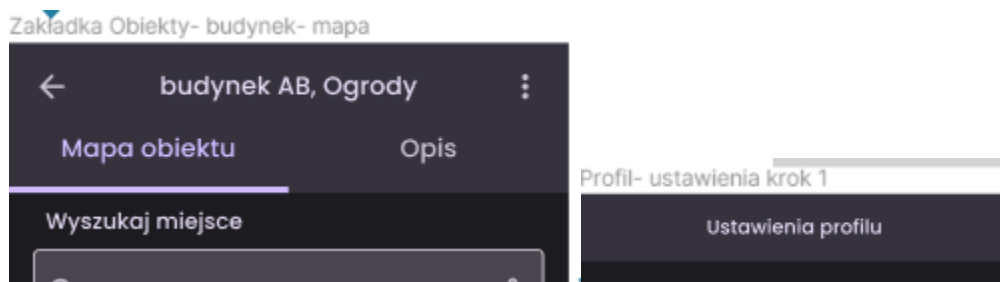 Zakładka Obiekty- budynek- mapa
budynek AB, Ogrody
Mapa obiektu
Opis
Wyszukaj miejsce
Profil- ustawienia krok 1
Ustawienia profilu